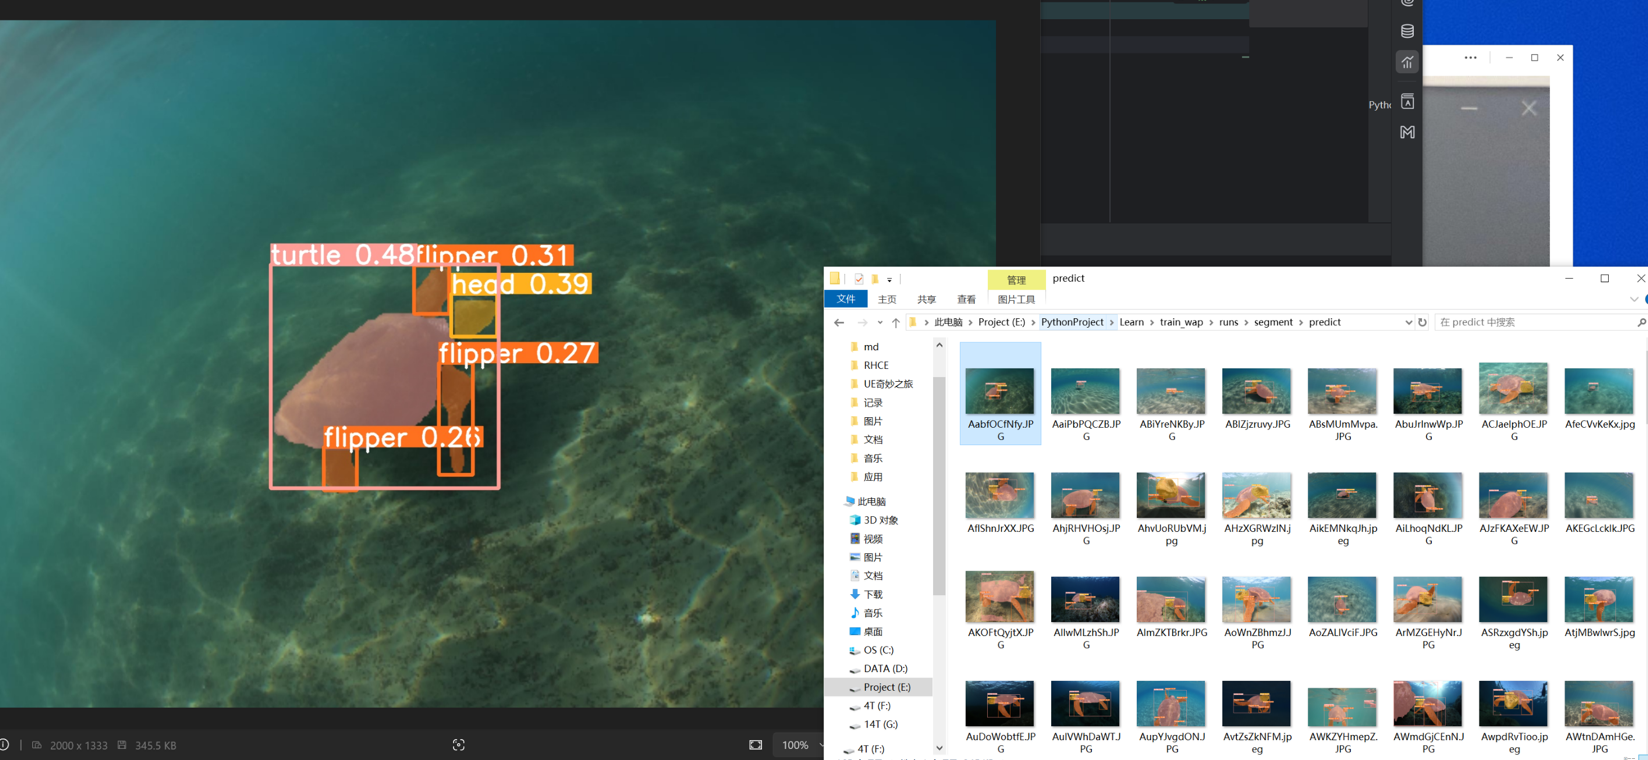 turtle 0.48
flipper 0.31
head 0.39
flipper 0.27
flipper 0.26
2000 x 1333
345.5 KB
100%
管理
predict
文件
主页
共享
查看
图片工具
此电脑 > Project (E:) > PythonProject > Learn > train_wap > runs > segment > predict
在 predict 中搜索
md
RHCE
UE奇妙之旅
记录
图片
文档
音乐
应用
此电脑
3D 对象
视频
图片
文档
下载
音乐
桌面
OS (C:)
DATA (D:)
Project (E:)
4T (F:)
14T (G:)
4T (F:)
AabfOCfNfy.JPG
AaiPbPQCZB.JPG
ABiYreNKBy.JPG
ABIZjzruvy.JPG
ABsMUmMvpa.JPG
AbuJrInwWp.JPG
ACJaeIphOE.JPG
AfeCVvKeKx.jpg
AfIShnJrXX.JPG
AhjRHVHOsj.JPG
AhvUoRUbVM.jpg
AHzXGRWzIN.jpg
AikEMNkqJh.jpeg
AiLhoqNdKL.JPG
AJzFKAXeEW.JPG
AKEGcLckIk.JPG
AKOFtQyjtX.JPG
AllwMLzhSh.JPG
AlmZKTBrkr.JPG
AoWnZBhmzJ.JPG
AoZALIVciF.JPG
ArMZGEHyNr.JPG
ASRzxgdYSh.jpeg
AtjMBwlwrS.jpg
AuDoWobtfE.JPG
AulVWhDaWT.JPG
AupYJvgdON.JPG
AvtZsZkNFM.jpeg
AWKZYHmepZ.JPG
AWmdGjCEnN.JPG
AwpdRvTioo.jpeg
AWtnDAmHGe.JPG